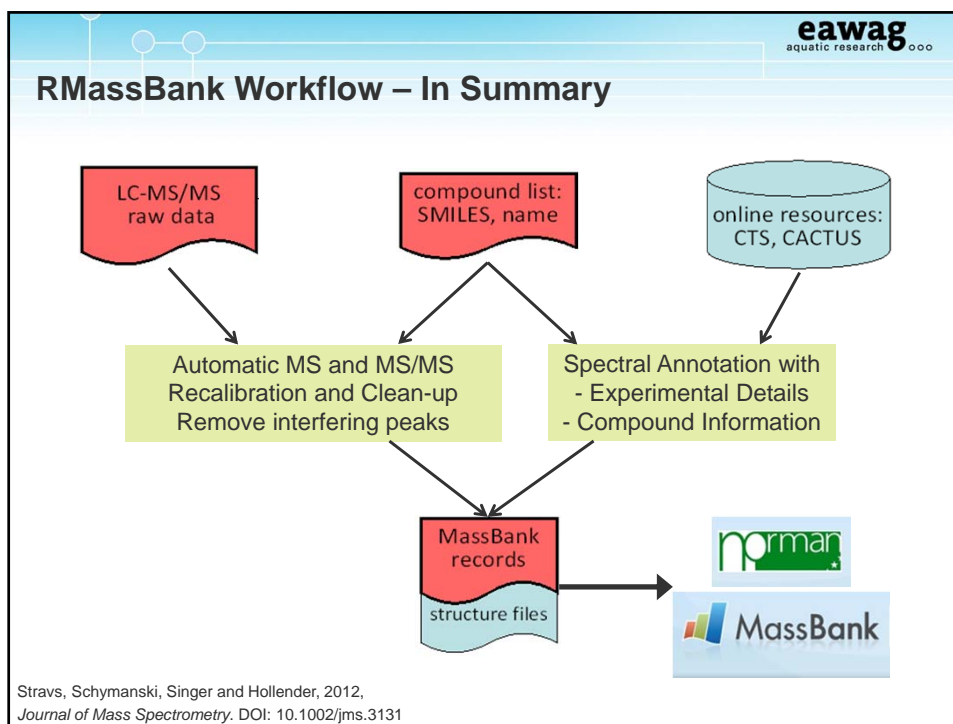 eawag
aquatic research
RMassBank Workflow – In Summary
LC-MS/MS
raw data
compound list:
SMILES, name
online resources:
CTS, CACTUS
Automatic MS and MS/MS
Recalibration and Clean-up
Remove interfering peaks
Spectral Annotation with
- Experimental Details
- Compound Information
MassBank
records
structure files
norman
MassBank
Stravs, Schymanski, Singer and Hollender, 2012,
Journal of Mass Spectrometry. DOI: 10.1002/jms.3131